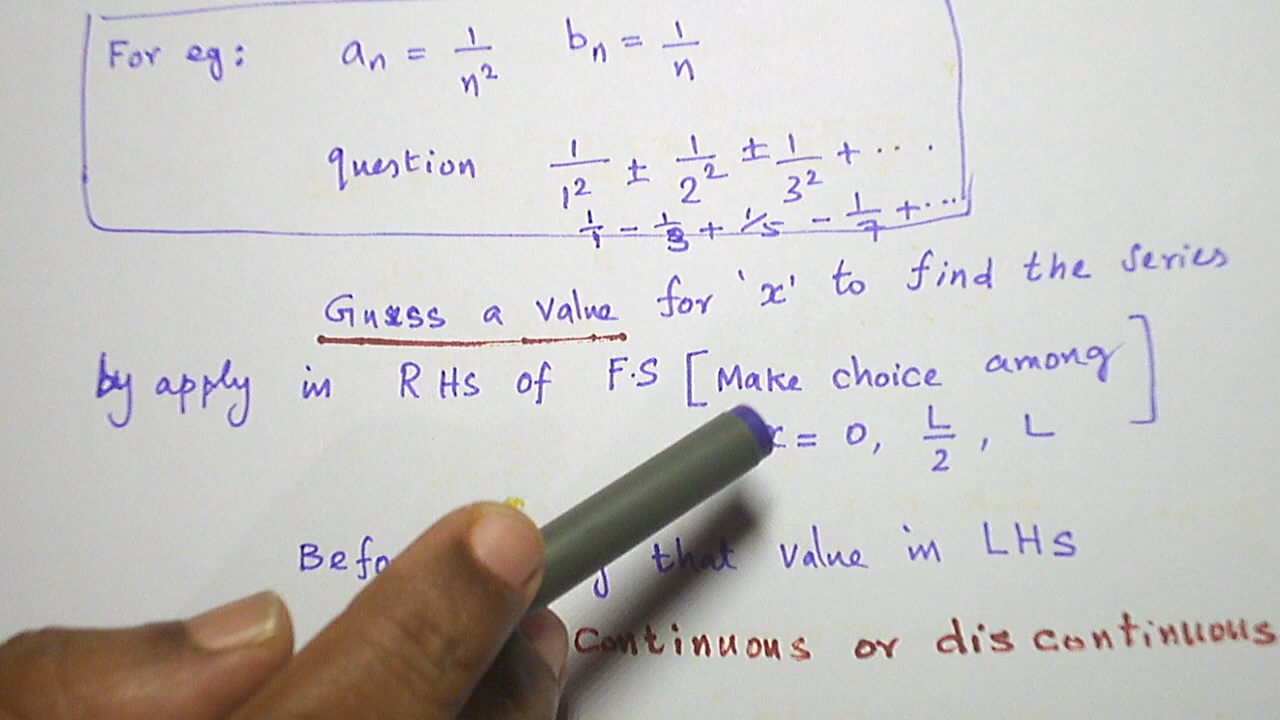 For eg: aₙ = 1/n² bₙ = 1/n
question 1/1² ± 1/2² ± 1/3² + ....
1/1 - 1/3 + 1/5 - 1/7 + ...
Guess a value for 'x' to find the series
by apply in RHS of F.S [Make choice among]
x = 0, L/2, L
that value in LHS
Continuous or discontinuous